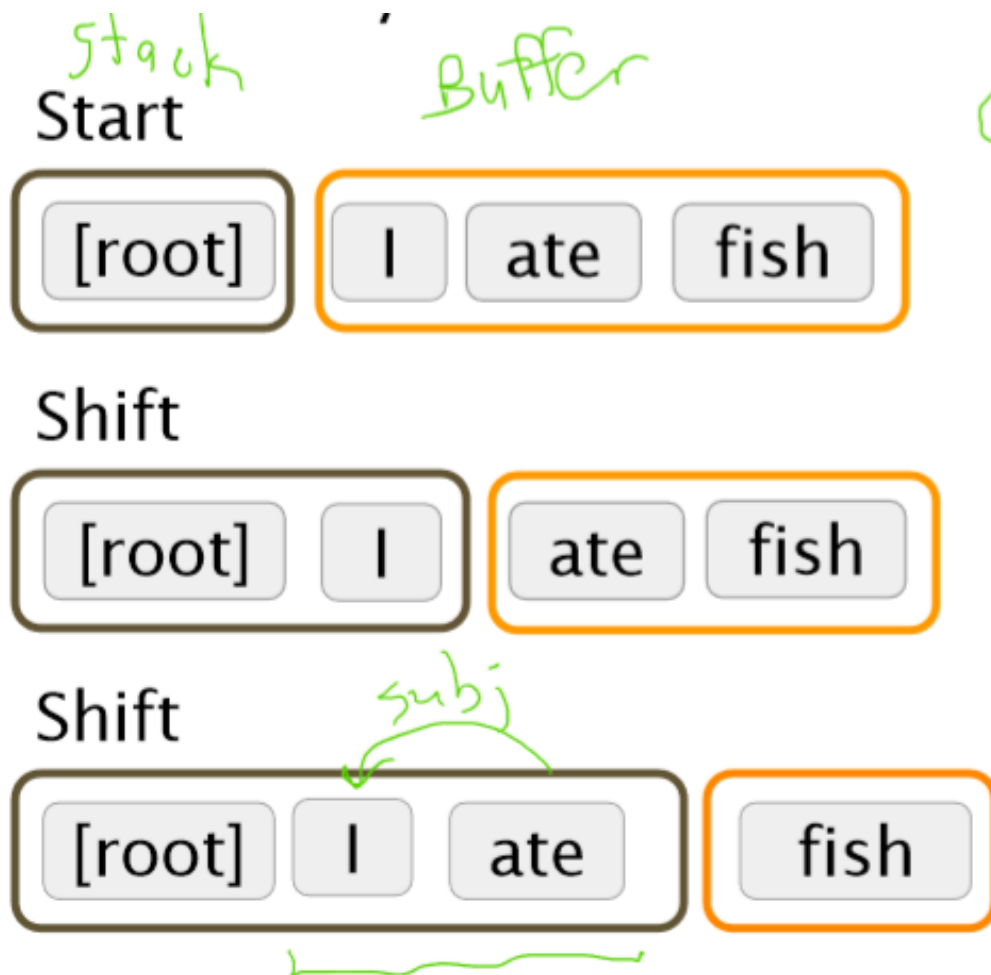 Stack Buffer
Start
[root] I ate fish
Shift
[root] I ate fish
Shift
subj
[root] I ate fish